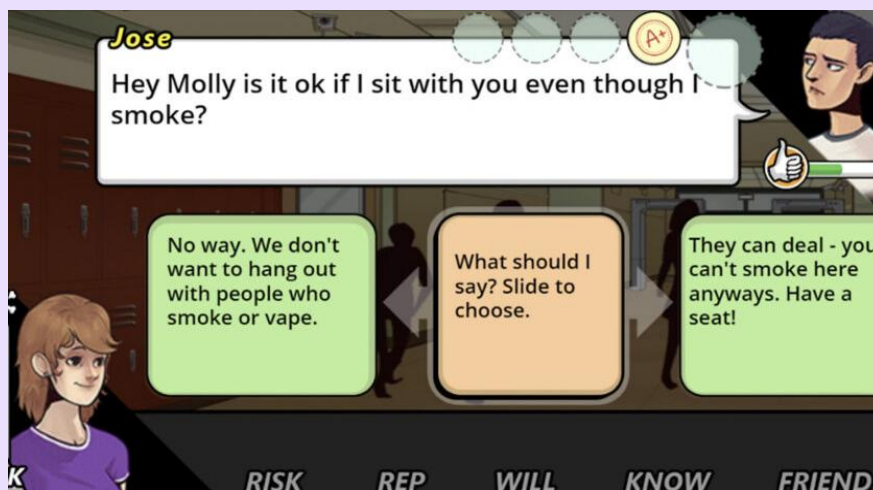 Jose
A+
Hey Molly is it ok if I sit with you even though I
smoke?
No way. We don't
want to hang out
with people who
smoke or vape.
What should I
say? Slide to
choose.
They can deal - you
can't smoke here
anyways. Have a
seat!
K
RISK
REP
WILL
KNOW
FRIEND